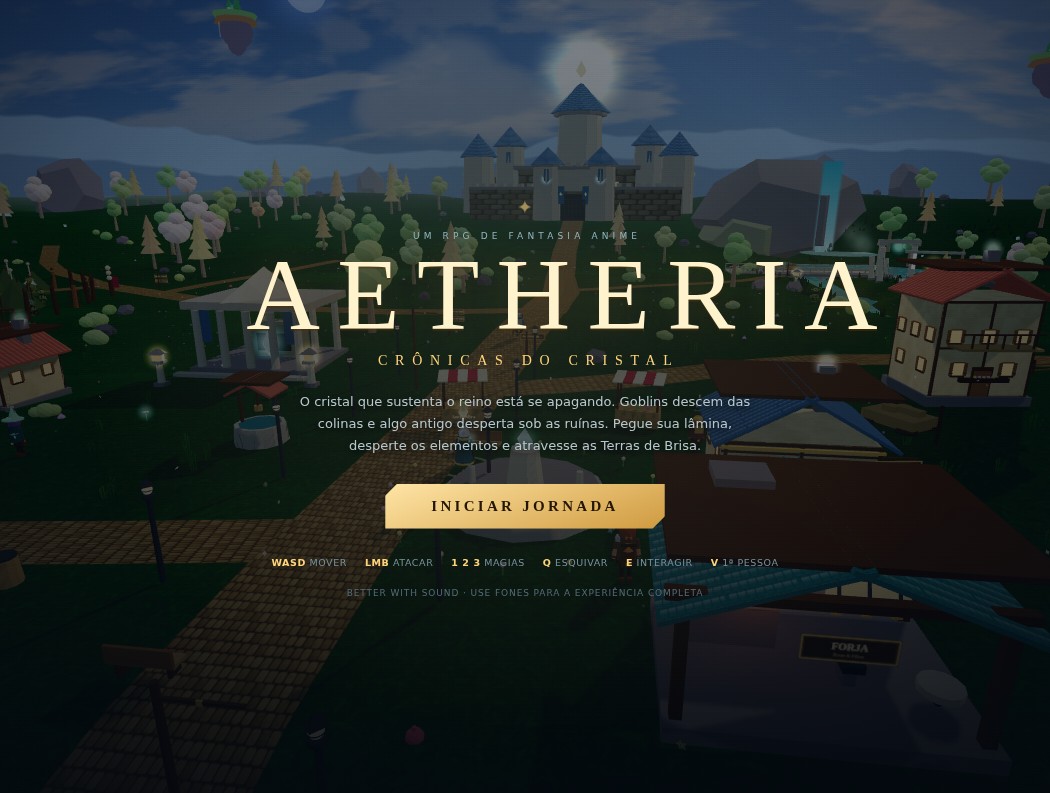 UM RPG DE FANTASIA ANIME
AETHERIA
CRÔNICAS DO CRISTAL
O cristal que sustenta o reino está se apagando. Goblins descem das
colinas e algo antigo desperta sob as ruínas. Pegue sua lâmina,
desperte os elementos e atravesse as Terras de Brisa.
INICIAR JORNADA
WASD MOVER LMB ATACAR 1 2 3 MAGIAS Q ESQUIVAR E INTERAGIR V 1ª PESSOA
BETTER WITH SOUND · USE FONES PARA A EXPERIÊNCIA COMPLETA
FORJA